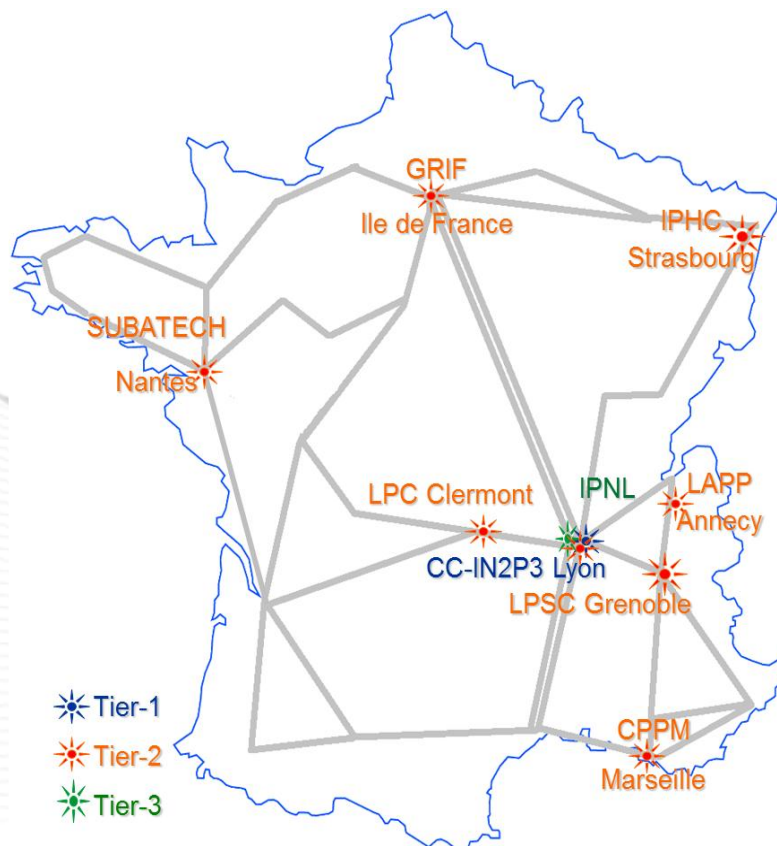 GRIF
Ile de France
IPHC
Strasbourg
SUBATECH
Nantes
LPC Clermont
IPNL
LAPP
Annecy
CC-IN2P3 Lyon
LPSC Grenoble
Tier-1
Tier-2
Tier-3
CPPM
Marseille